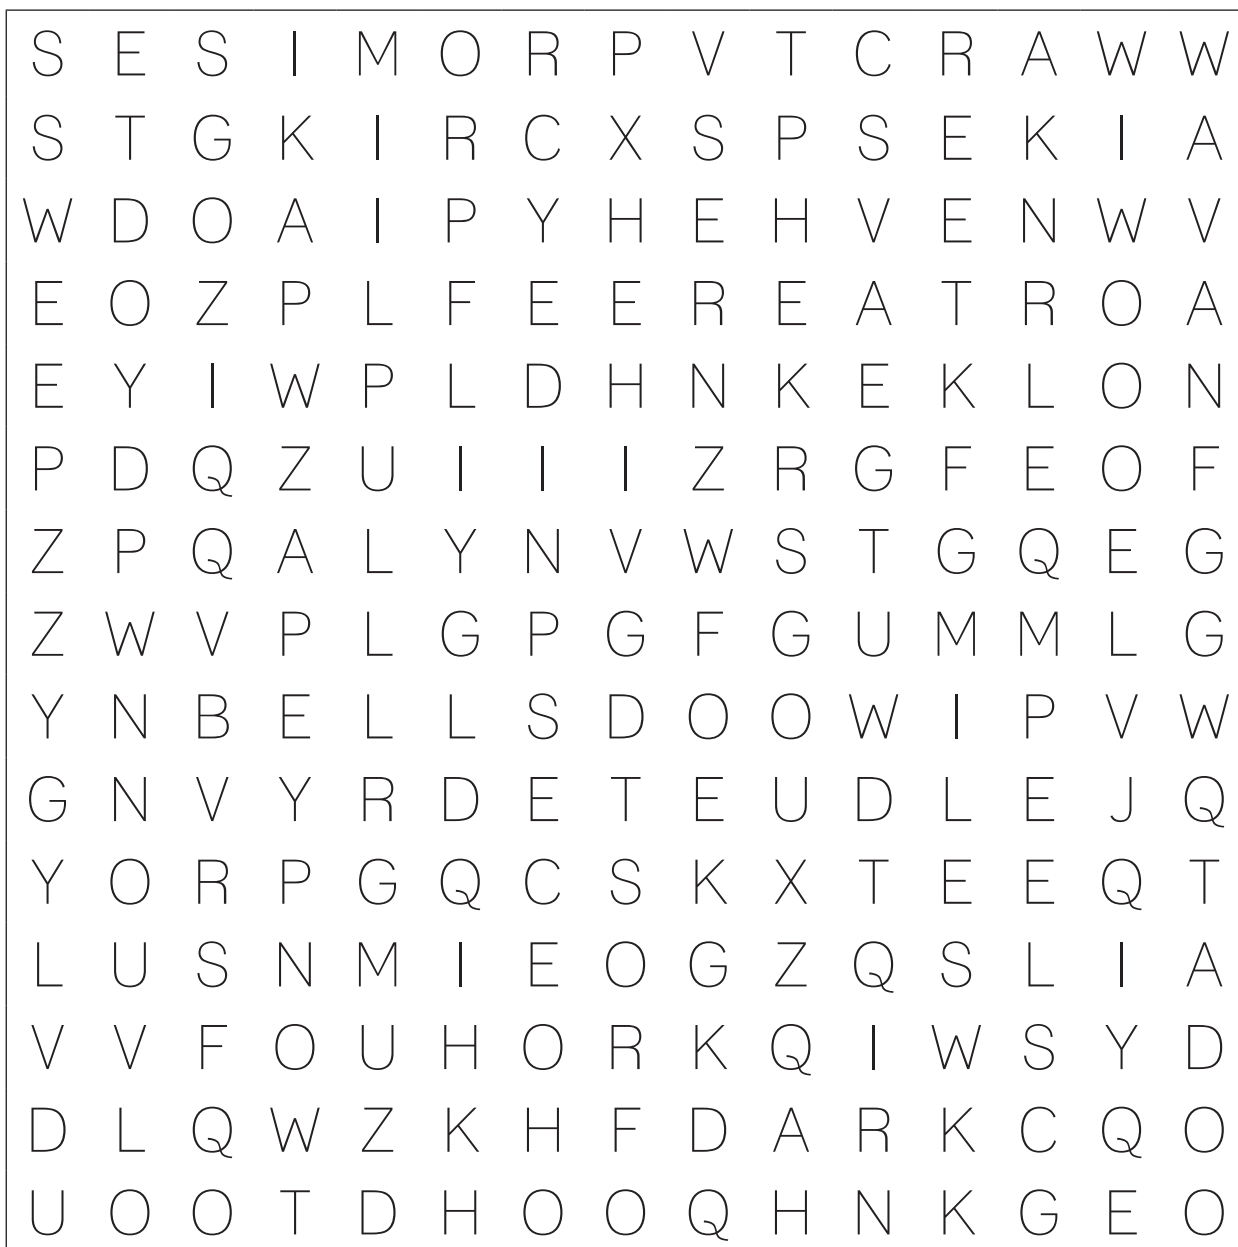 S E S I M O R P V T C R A W W
S T G K I R C X S P S E K I A
W D O A I P Y H E H V E N W V
E O Z P L F E E R E A T R O A
E Y I W P L D H N K E K L O N
P D Q Z U I I I Z R G F E O F
Z P Q A L Y N V W S T G Q E G
Z W V P L G P G F G U M M L G
Y N B E L L S D O O W I P V W
G N V Y R D E T E U D L E J Q
Y O R P G Q C S K X T E E Q T
L U S N M I E O G Z Q S L I A
V V F O U H O R K Q I W S Y D
D L Q W Z K H F D A R K C Q O
U O O T D H O O Q H N K G E O